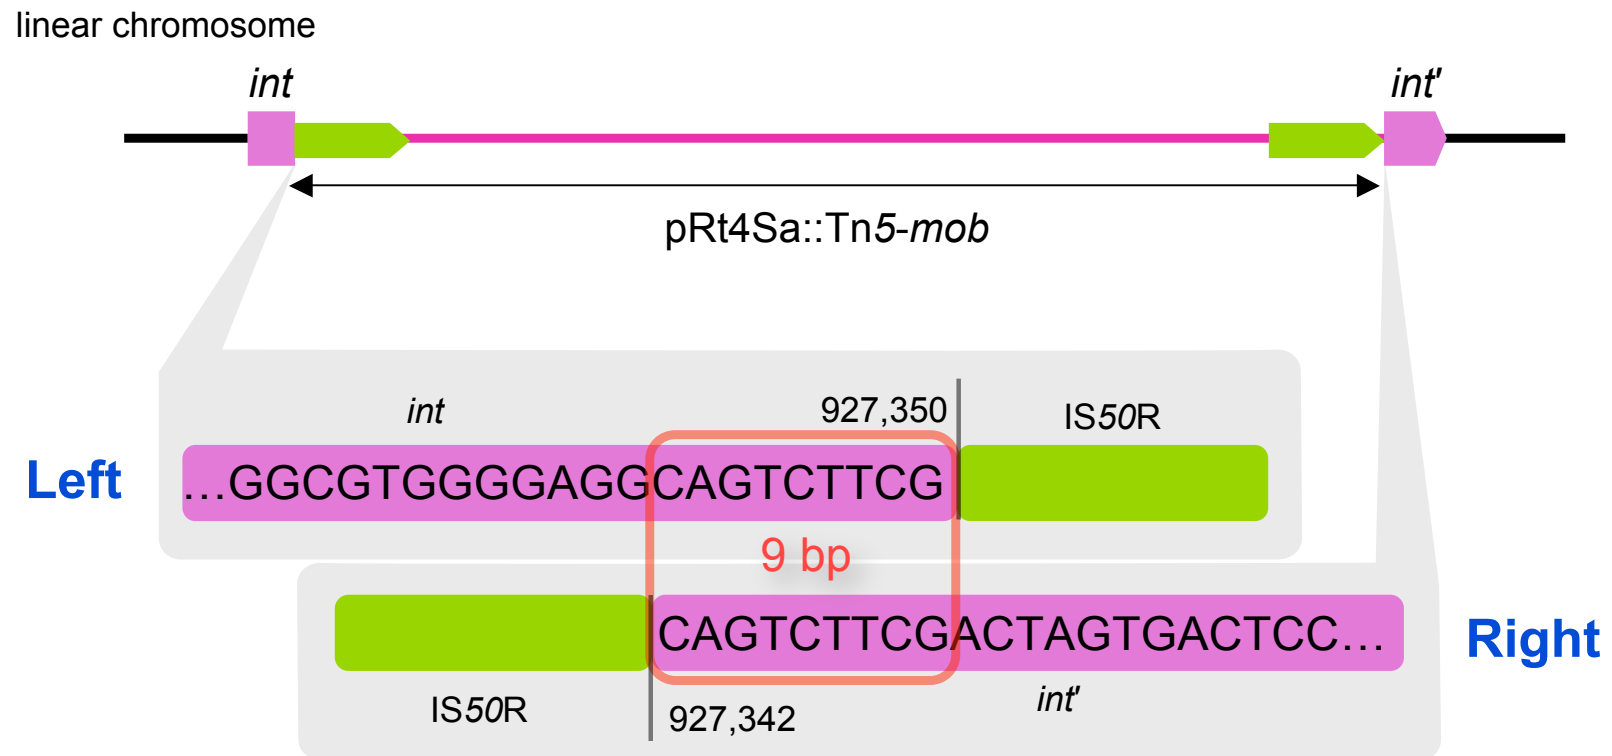 linear chromosome
int
int'
pRt4Sa::Tn5-mob
int
927,350
IS50R
Left
…GGCGTGGGGAGGCAGTCTTCG
9 bp
CAGTCTTCGACTAGTGACTCC…
Right
IS50R
927,342
int'